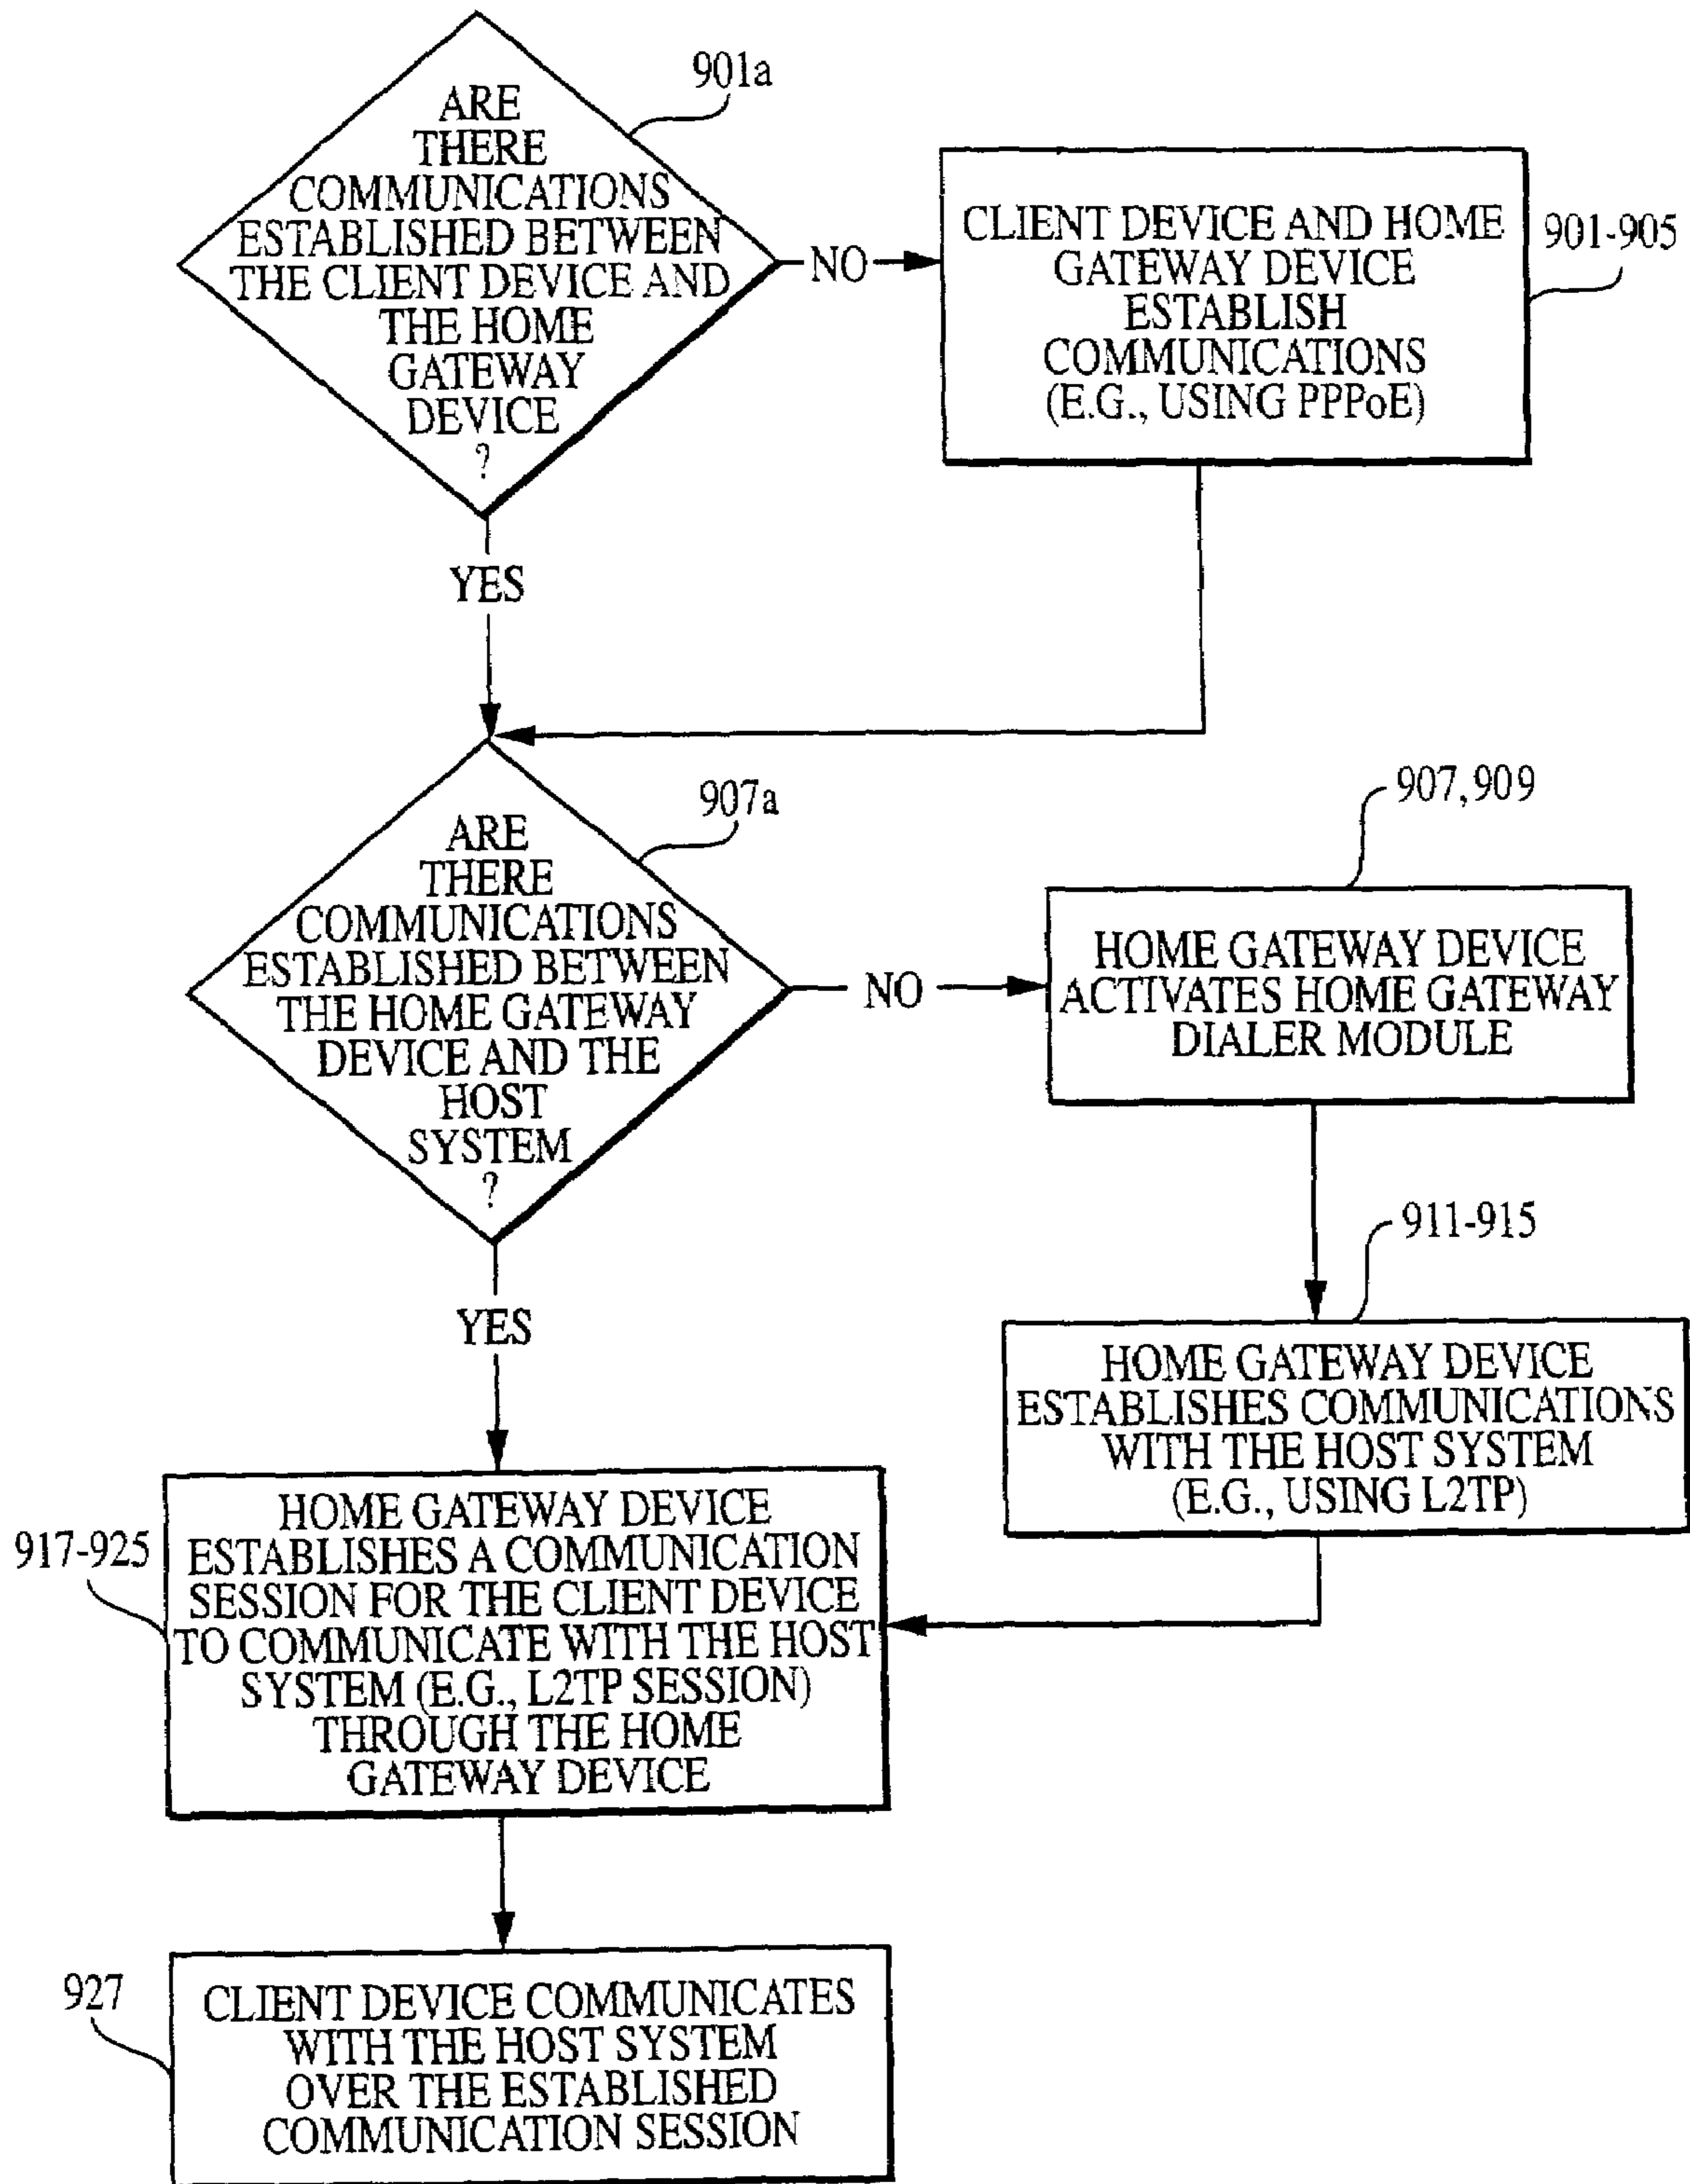 901a
ARE
THERE
COMMUNICATIONS
ESTABLISHED BETWEEN
THE CLIENT DEVICE AND
THE HOME
GATEWAY
DEVICE
?
NO
CLIENT DEVICE AND HOME
GATEWAY DEVICE
ESTABLISH
COMMUNICATIONS
(E.G., USING PPPoE)
901-905
YES
907a
ARE
THERE
COMMUNICATIONS
ESTABLISHED BETWEEN
THE HOME GATEWAY
DEVICE AND THE
HOST
SYSTEM
?
NO
907,909
HOME GATEWAY DEVICE
ACTIVATES HOME GATEWAY
DIALER MODULE
911-915
HOME GATEWAY DEVICE
ESTABLISHES COMMUNICATIONS
WITH THE HOST SYSTEM
(E.G., USING L2TP)
YES
917-925
HOME GATEWAY DEVICE
ESTABLISHES A COMMUNICATION
SESSION FOR THE CLIENT DEVICE
TO COMMUNICATE WITH THE HOST
SYSTEM (E.G., L2TP SESSION)
THROUGH THE HOME
GATEWAY DEVICE
927
CLIENT DEVICE COMMUNICATES
WITH THE HOST SYSTEM
OVER THE ESTABLISHED
COMMUNICATION SESSION